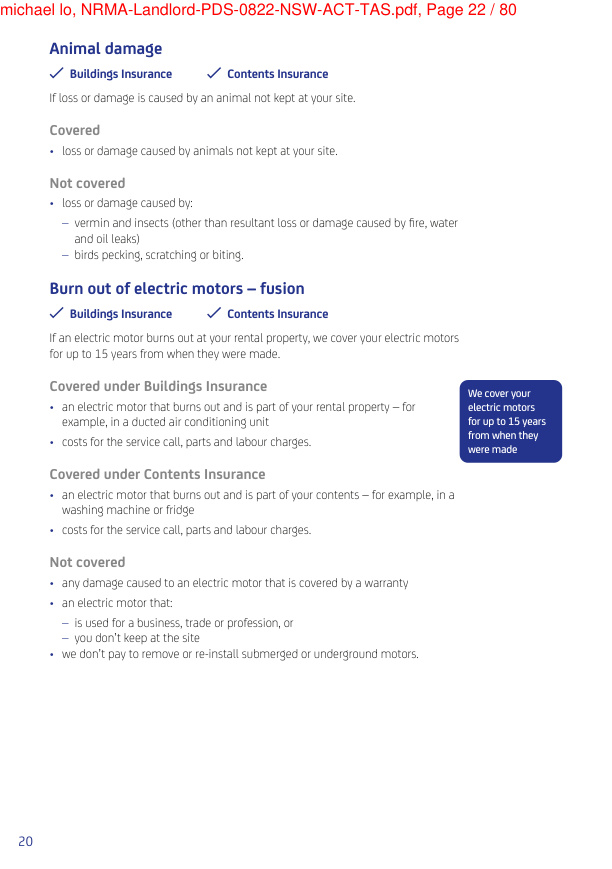 michael lo, NRMA-Landlord-PDS-0822-NSW-ACT-TAS.pdf, Page 22 / 80
Animal damage
Buildings Insurance
Contents Insurance
If loss or damage is caused by an animal not kept at your site.
Covered
• loss or damage caused by animals not kept at your site.
Not covered
• loss or damage caused by:
– vermin and insects (other than resultant loss or damage caused by fire, water
and oil leaks)
– birds pecking, scratching or biting.
Burn out of electric motors – fusion
Buildings Insurance
Contents Insurance
If an electric motor burns out at your rental property, we cover your electric motors
for up to 15 years from when they were made.
Covered under Buildings Insurance
• an electric motor that burns out and is part of your rental property – for
example, in a ducted air conditioning unit
• costs for the service call, parts and labour charges.
We cover your
electric motors
for up to 15 years
from when they
were made
Covered under Contents Insurance
• an electric motor that burns out and is part of your contents – for example, in a
washing machine or fridge
• costs for the service call, parts and labour charges.
Not covered
• any damage caused to an electric motor that is covered by a warranty
• an electric motor that:
– is used for a business, trade or profession, or
– you don't keep at the site
• we don't pay to remove or re-install submerged or underground motors.
20